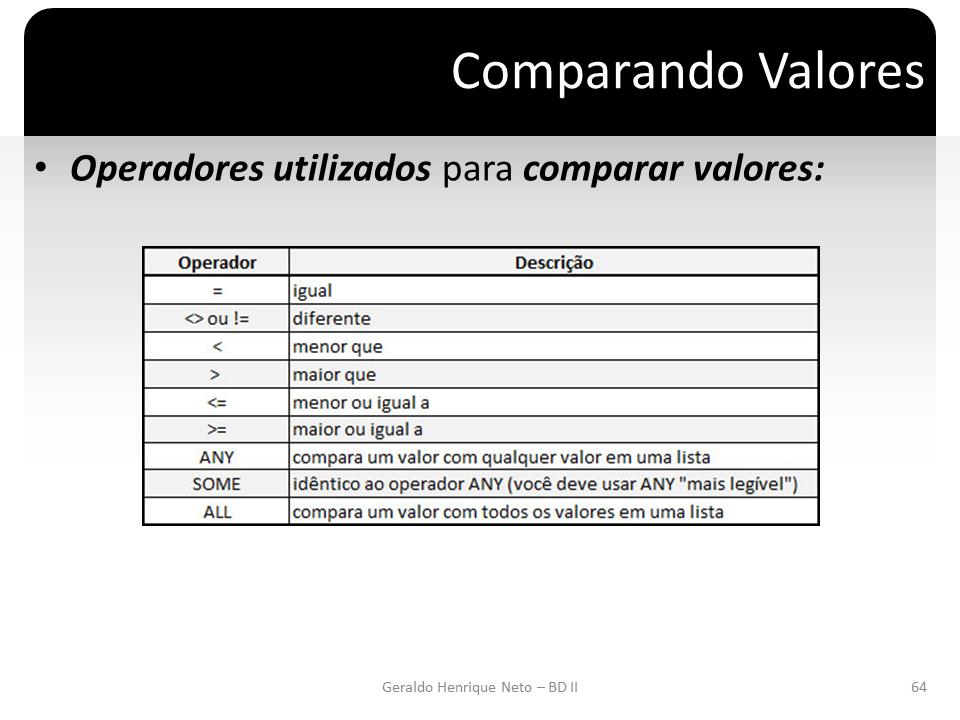 Comparando Valores
• Operadores utilizados para comparar valores:
Operador Descrição
= igual
<> ou != diferente
< menor que
> maior que
<= menor ou igual a
>= maior ou igual a
ANY compara um valor com qualquer valor em uma lista
SOME idêntico ao operador ANY (você deve usar ANY "mais legível")
ALL compara um valor com todos os valores em uma lista
Geraldo Henrique Neto – BD II 64